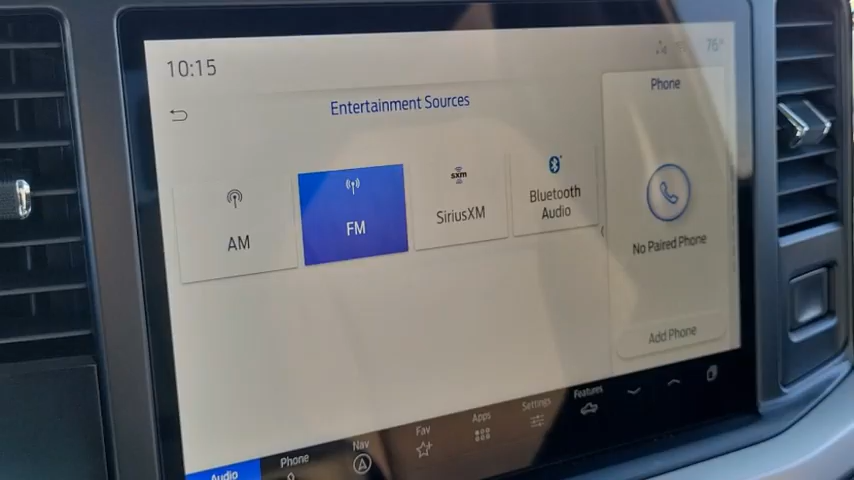 10:15
76°
Entertainment Sources
Phone
AM
FM
sxm
SiriusXM
Bluetooth
Audio
No Paired Phone
Add Phone
Audio
Phone
Nav
Fav
Apps
Settings
Features